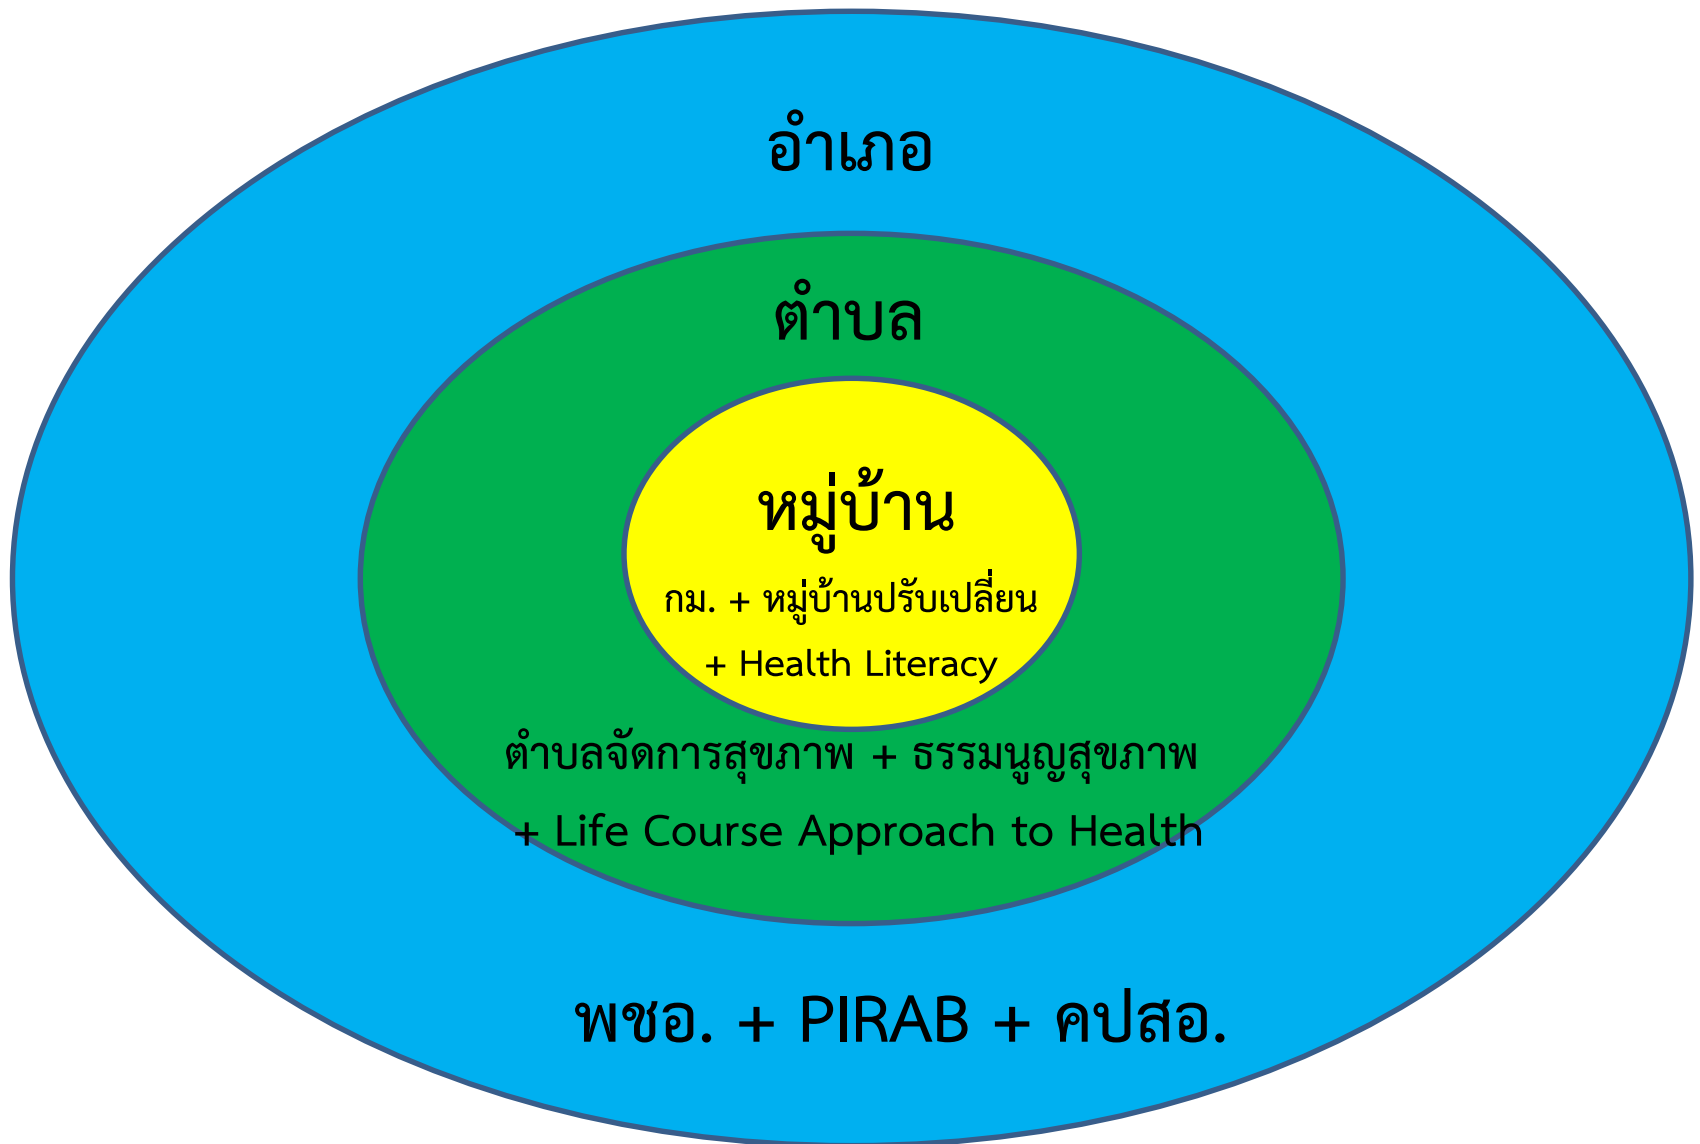 อำเภอ
ตำบล
หมู่บ้าน
กม. + หมู่บ้านปรับเปลี่ยน
+ Health Literacy
ตำบลจัดการสุขภาพ + ธรรมนูญสุขภาพ
+ Life Course Approach to Health
พชอ. + PIRAB + คปสอ.